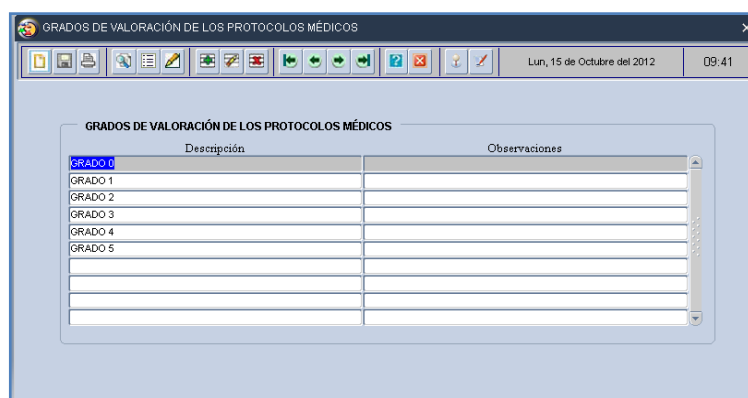 GRADOS DE VALORACIÓN DE LOS PROTOCOLOS MÉDICOS
Lun, 15 de Octubre del 2012 09:41
GRADOS DE VALORACIÓN DE LOS PROTOCOLOS MÉDICOS
Descripción Observaciones
GRADO 0
GRADO 1
GRADO 2
GRADO 3
GRADO 4
GRADO 5